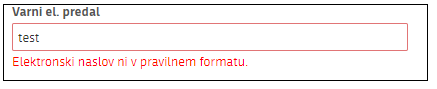 Varni el. predal
test
Elektronski naslov ni v pravilnem formatu.